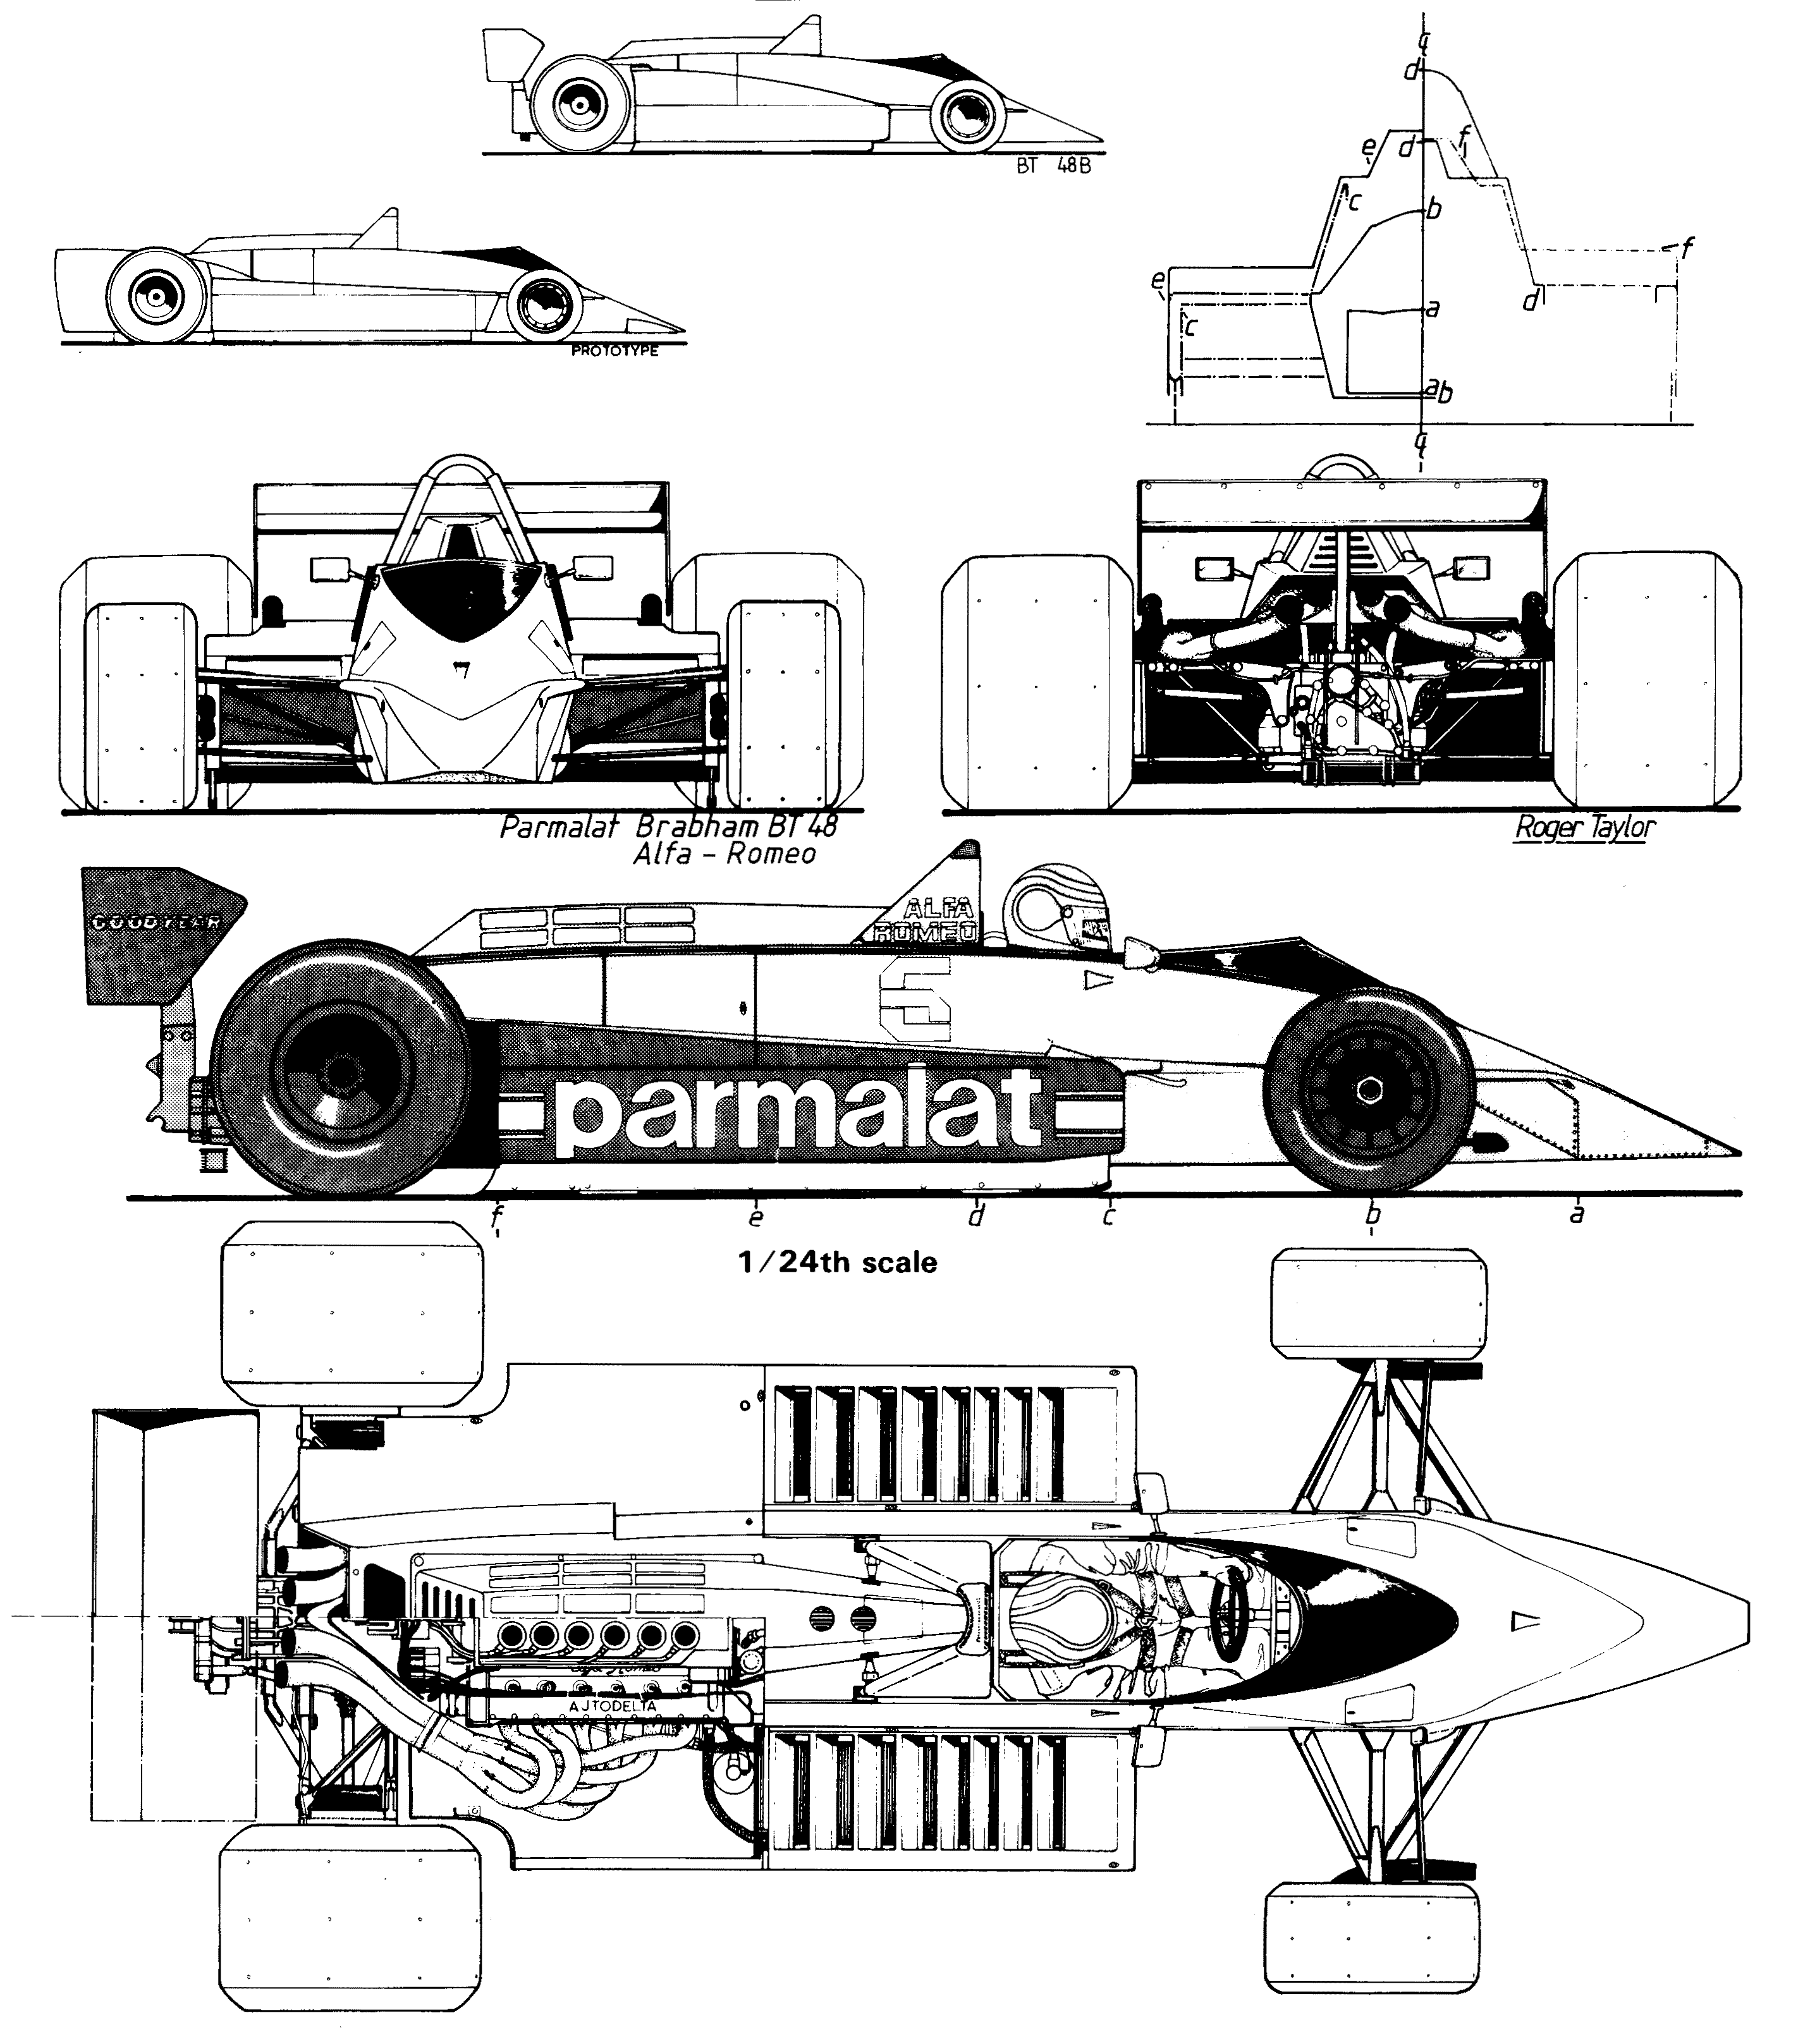 BT 48B
PROTOTYPE
q
d
d
f
e
c
b
f
e
c
d
a
a b
q
Parmalat Brabham BT 48
Alfa - Romeo
Roger Taylor
GOODYEAR
ALFA
ROMEO
5
parmalat
f e d c b a
1/24th scale
Alfa Romeo
AUTODELTA